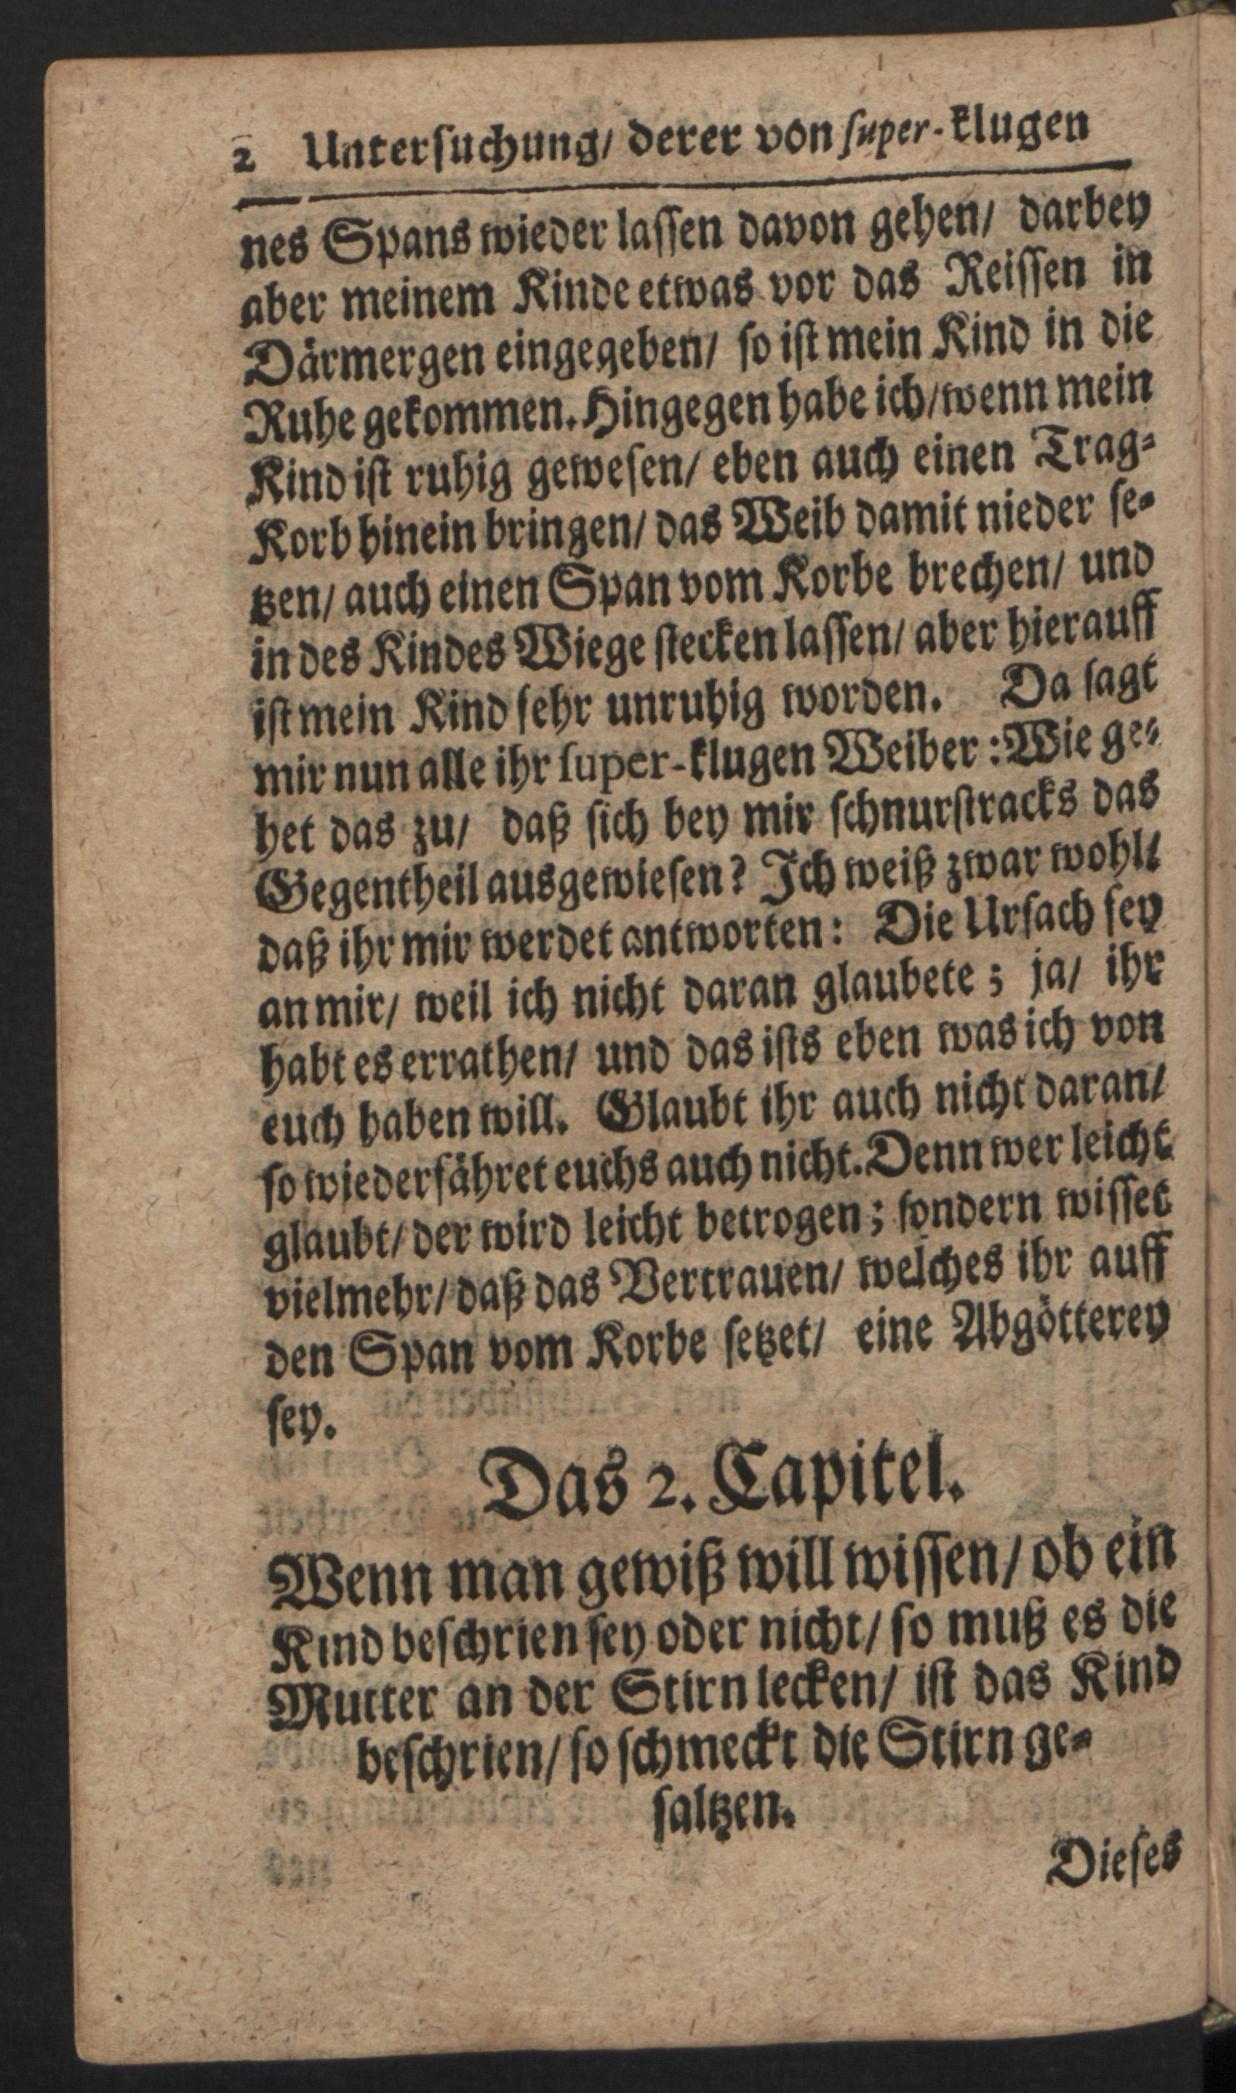 2 Untersuchung/ derer von super-klugen
nes Spans wieder lassen davon gehen/ darbey
aber meinem Kinde etwas vor das Reissen in
Därmergen eingegeben/ so ist mein Kind in die
Ruhe gekommen. Hingegen habe ich/ wenn mein
Kind ist ruhig gewesen/ eben auch einen Trag-
Korb hinein bringen/ das Weib damit nieder se-
tzen/ auch einen Span vom Korbe brechen/ und
in des Kindes Wiege stecken lassen/ aber hierauff
ist mein Kind sehr unruhig worden. Da sagt
mir nun alle ihr super-klugen Weiber: Wie ge-
het das zu/ daß sich bey mir schnurstracks das
Gegentheil ausgewiesen? Ich weiß zwar wohl/
daß ihr mir werdet antworten: Die Ursach sey
an mir/ weil ich nicht daran glaubete; ja/ ihr
habt es errathen/ und das ists eben was ich von
euch haben will. Glaubt ihr auch nicht daran/
so wiederfähret euchs auch nicht. Denn wer leicht
glaubt/ der wird leicht betrogen; sondern wisset
vielmehr/ daß das Vertrauen/ welches ihr auff
den Span vom Korbe setzet/ eine Abgötterey
sey.
Das 2. Capitel.
Wenn man gewiß will wissen/ ob ein
Kind beschrien sey oder nicht/ so muß es die
Mutter an der Stirn lecken/ ist das Kind
beschrien/ so schmeckt die Stirn ge-
saltzen.
Dieses